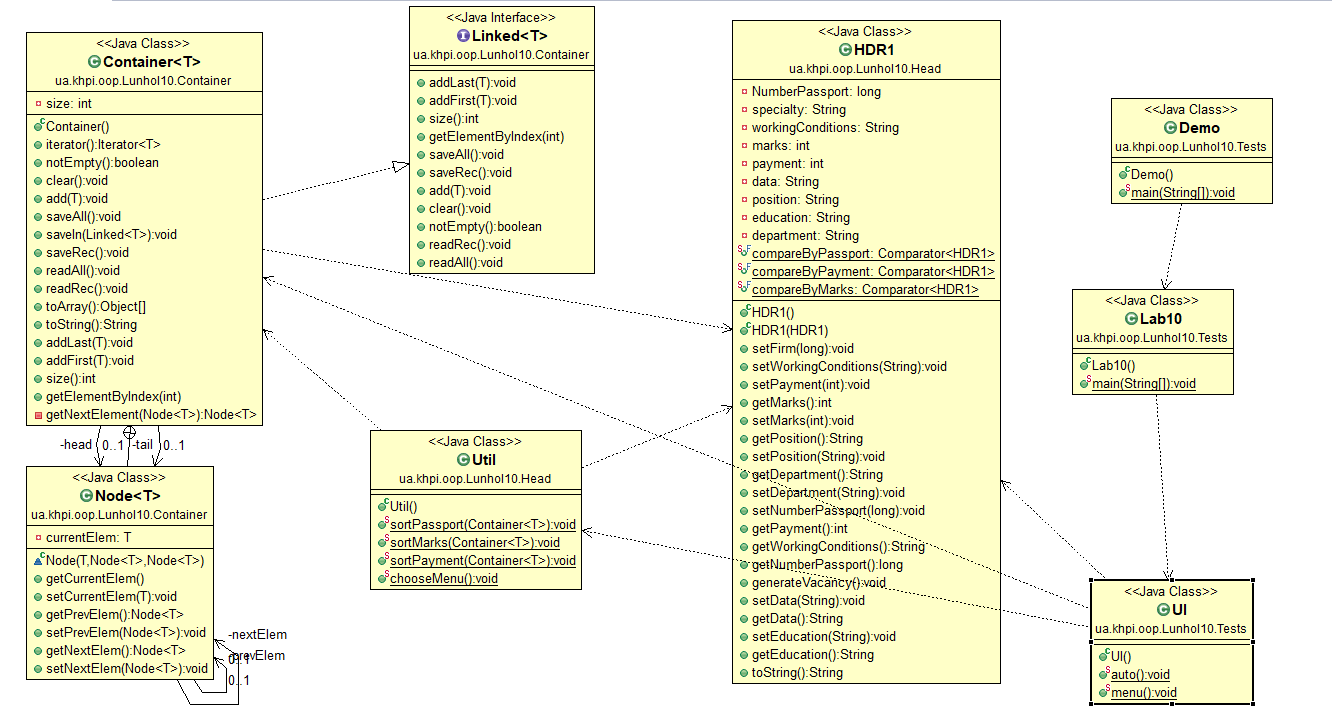 <<Java Class>>
Container<T>
ua.khpi.oop.Lunhol10.Container
size: int
Container()
iterator():Iterator<T>
notEmpty():boolean
clear():void
add(T):void
saveAll():void
saveIn(Linked<T>):void
saveRec():void
readAll():void
readRec():void
toArray():Object[]
toString():String
addLast(T):void
addFirst(T):void
size():int
getElementByIndex(int)
getNextElement(Node<T>):Node<T>
-head
0..1
-tail
0..1
<<Java Class>>
Node<T>
ua.khpi.oop.Lunhol10.Container
currentElem: T
Node(T,Node<T>,Node<T>)
getCurrentElem()
setCurrentElem(T):void
getPrevElem():Node<T>
setPrevElem(Node<T>):void
getNextElem():Node<T>
setNextElem(Node<T>):void
-nextElem
0..1
-prevElem
0..1
<<Java Interface>>
Linked<T>
ua.khpi.oop.Lunhol10.Container
addLast(T):void
addFirst(T):void
size():int
getElementByIndex(int)
saveAll():void
saveRec():void
add(T):void
clear():void
notEmpty():boolean
readRec():void
readAll():void
<<Java Class>>
Util
ua.khpi.oop.Lunhol10.Head
Util()
sortPassport(Container<T>):void
sortMarks(Container<T>):void
sortPayment(Container<T>):void
chooseMenu():void
<<Java Class>>
HDR1
ua.khpi.oop.Lunhol10.Head
NumberPassport: long
specialty: String
workingConditions: String
marks: int
payment: int
data: String
position: String
education: String
department: String
compareByPassport: Comparator<HDR1>
compareByPayment: Comparator<HDR1>
compareByMarks: Comparator<HDR1>
HDR1()
HDR1(HDR1)
setFirm(long):void
setWorkingConditions(String):void
setPayment(int):void
getMarks():int
setMarks(int):void
getPosition():String
setPosition(String):void
getDepartment():String
setDepartment(String):void
setNumberPassport(long):void
getPayment():int
getWorkingConditions():String
getNumberPassport():long
generateVacancy():void
setData(String):void
getData():String
setEducation(String):void
getEducation():String
toString():String
<<Java Class>>
Demo
ua.khpi.oop.Lunhol10.Tests
Demo()
main(String[]):void
<<Java Class>>
Lab10
ua.khpi.oop.Lunhol10.Tests
Lab10()
main(String[]):void
<<Java Class>>
UI
ua.khpi.oop.Lunhol10.Tests
UI()
auto():void
menu():void